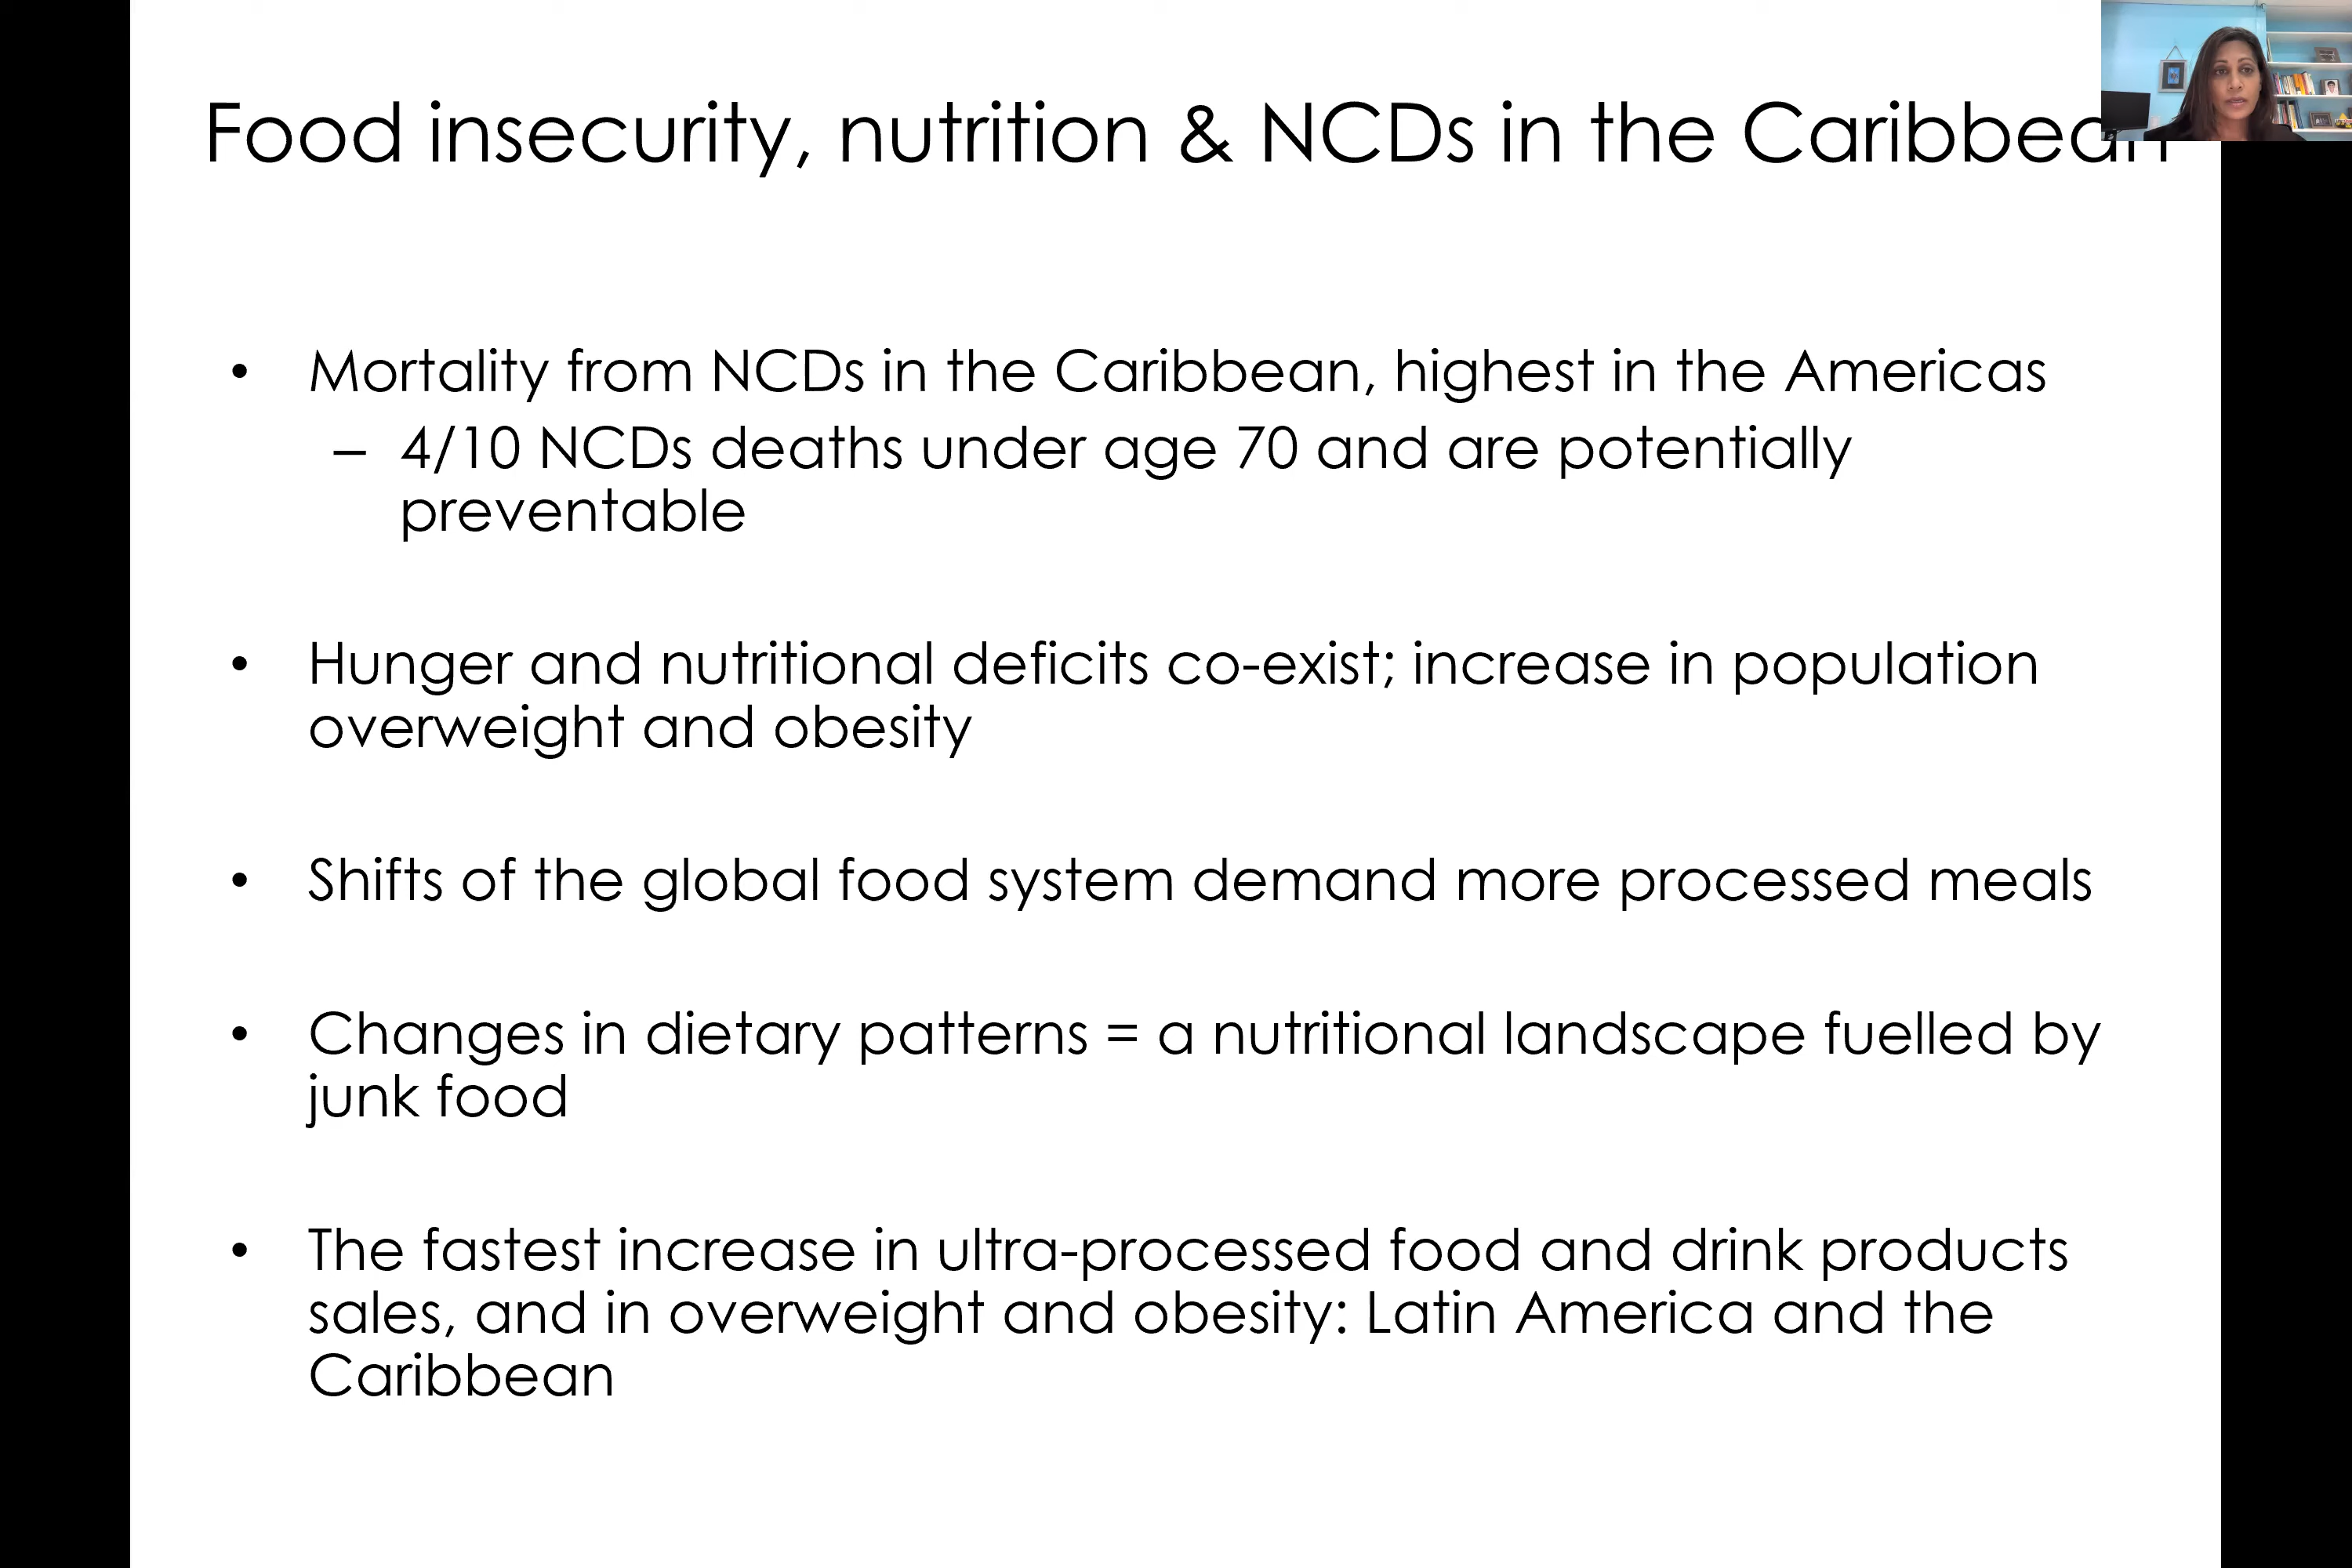 Food insecurity, nutrition & NCDs in the Caribbean
• Mortality from NCDs in the Caribbean, highest in the Americas
– 4/10 NCDs deaths under age 70 and are potentially
preventable
• Hunger and nutritional deficits co-exist; increase in population
overweight and obesity
• Shifts of the global food system demand more processed meals
• Changes in dietary patterns = a nutritional landscape fuelled by
junk food
• The fastest increase in ultra-processed food and drink products
sales, and in overweight and obesity: Latin America and the
Caribbean